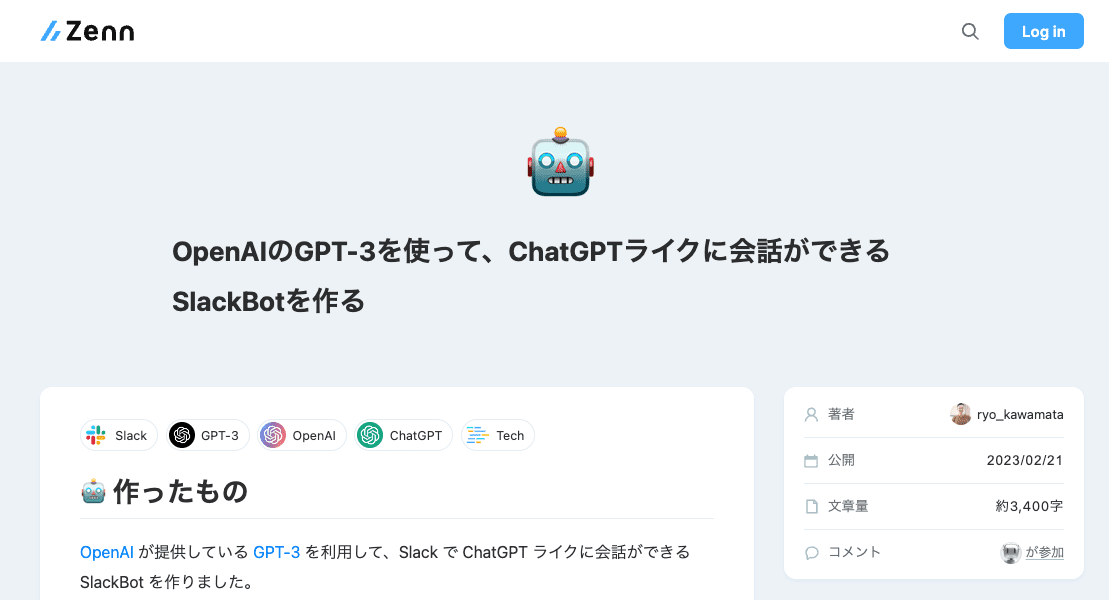 Zenn
Log in
OpenAIのGPT-3を使って、ChatGPTライクに会話ができる
SlackBotを作る
Slack
GPT-3
OpenAI
ChatGPT
Tech
作ったもの
OpenAI が提供している GPT-3 を利用して、Slack で ChatGPT ライクに会話ができる
SlackBot を作りました。
著者 ryo_kawamata
公開 2023/02/21
文章量 約3,400字
コメント が参加